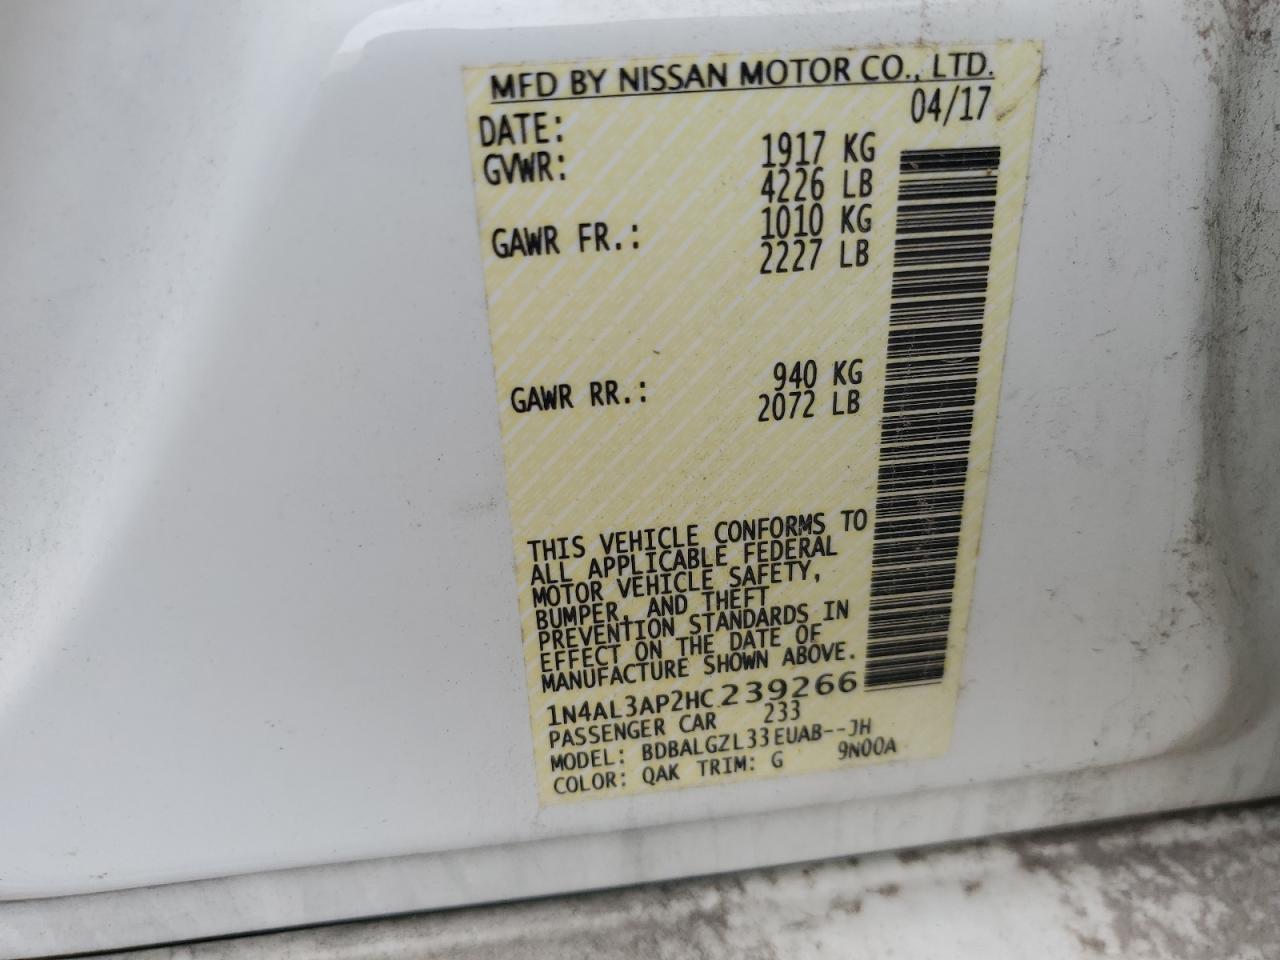 MFD BY NISSAN MOTOR CO., LTD.
DATE: 04/17
GVWR: 1917 KG
4226 LB
GAWR FR.: 1010 KG
2227 LB
GAWR RR.: 940 KG
2072 LB
THIS VEHICLE CONFORMS TO
ALL APPLICABLE FEDERAL
MOTOR VEHICLE SAFETY,
BUMPER, AND THEFT
PREVENTION STANDARDS IN
EFFECT ON THE DATE OF
MANUFACTURE SHOWN ABOVE.
1N4AL3AP2HC239266
PASSENGER CAR 233
MODEL: BDBALGZL33EUAB--JH
COLOR: QAK TRIM: G 9N00A